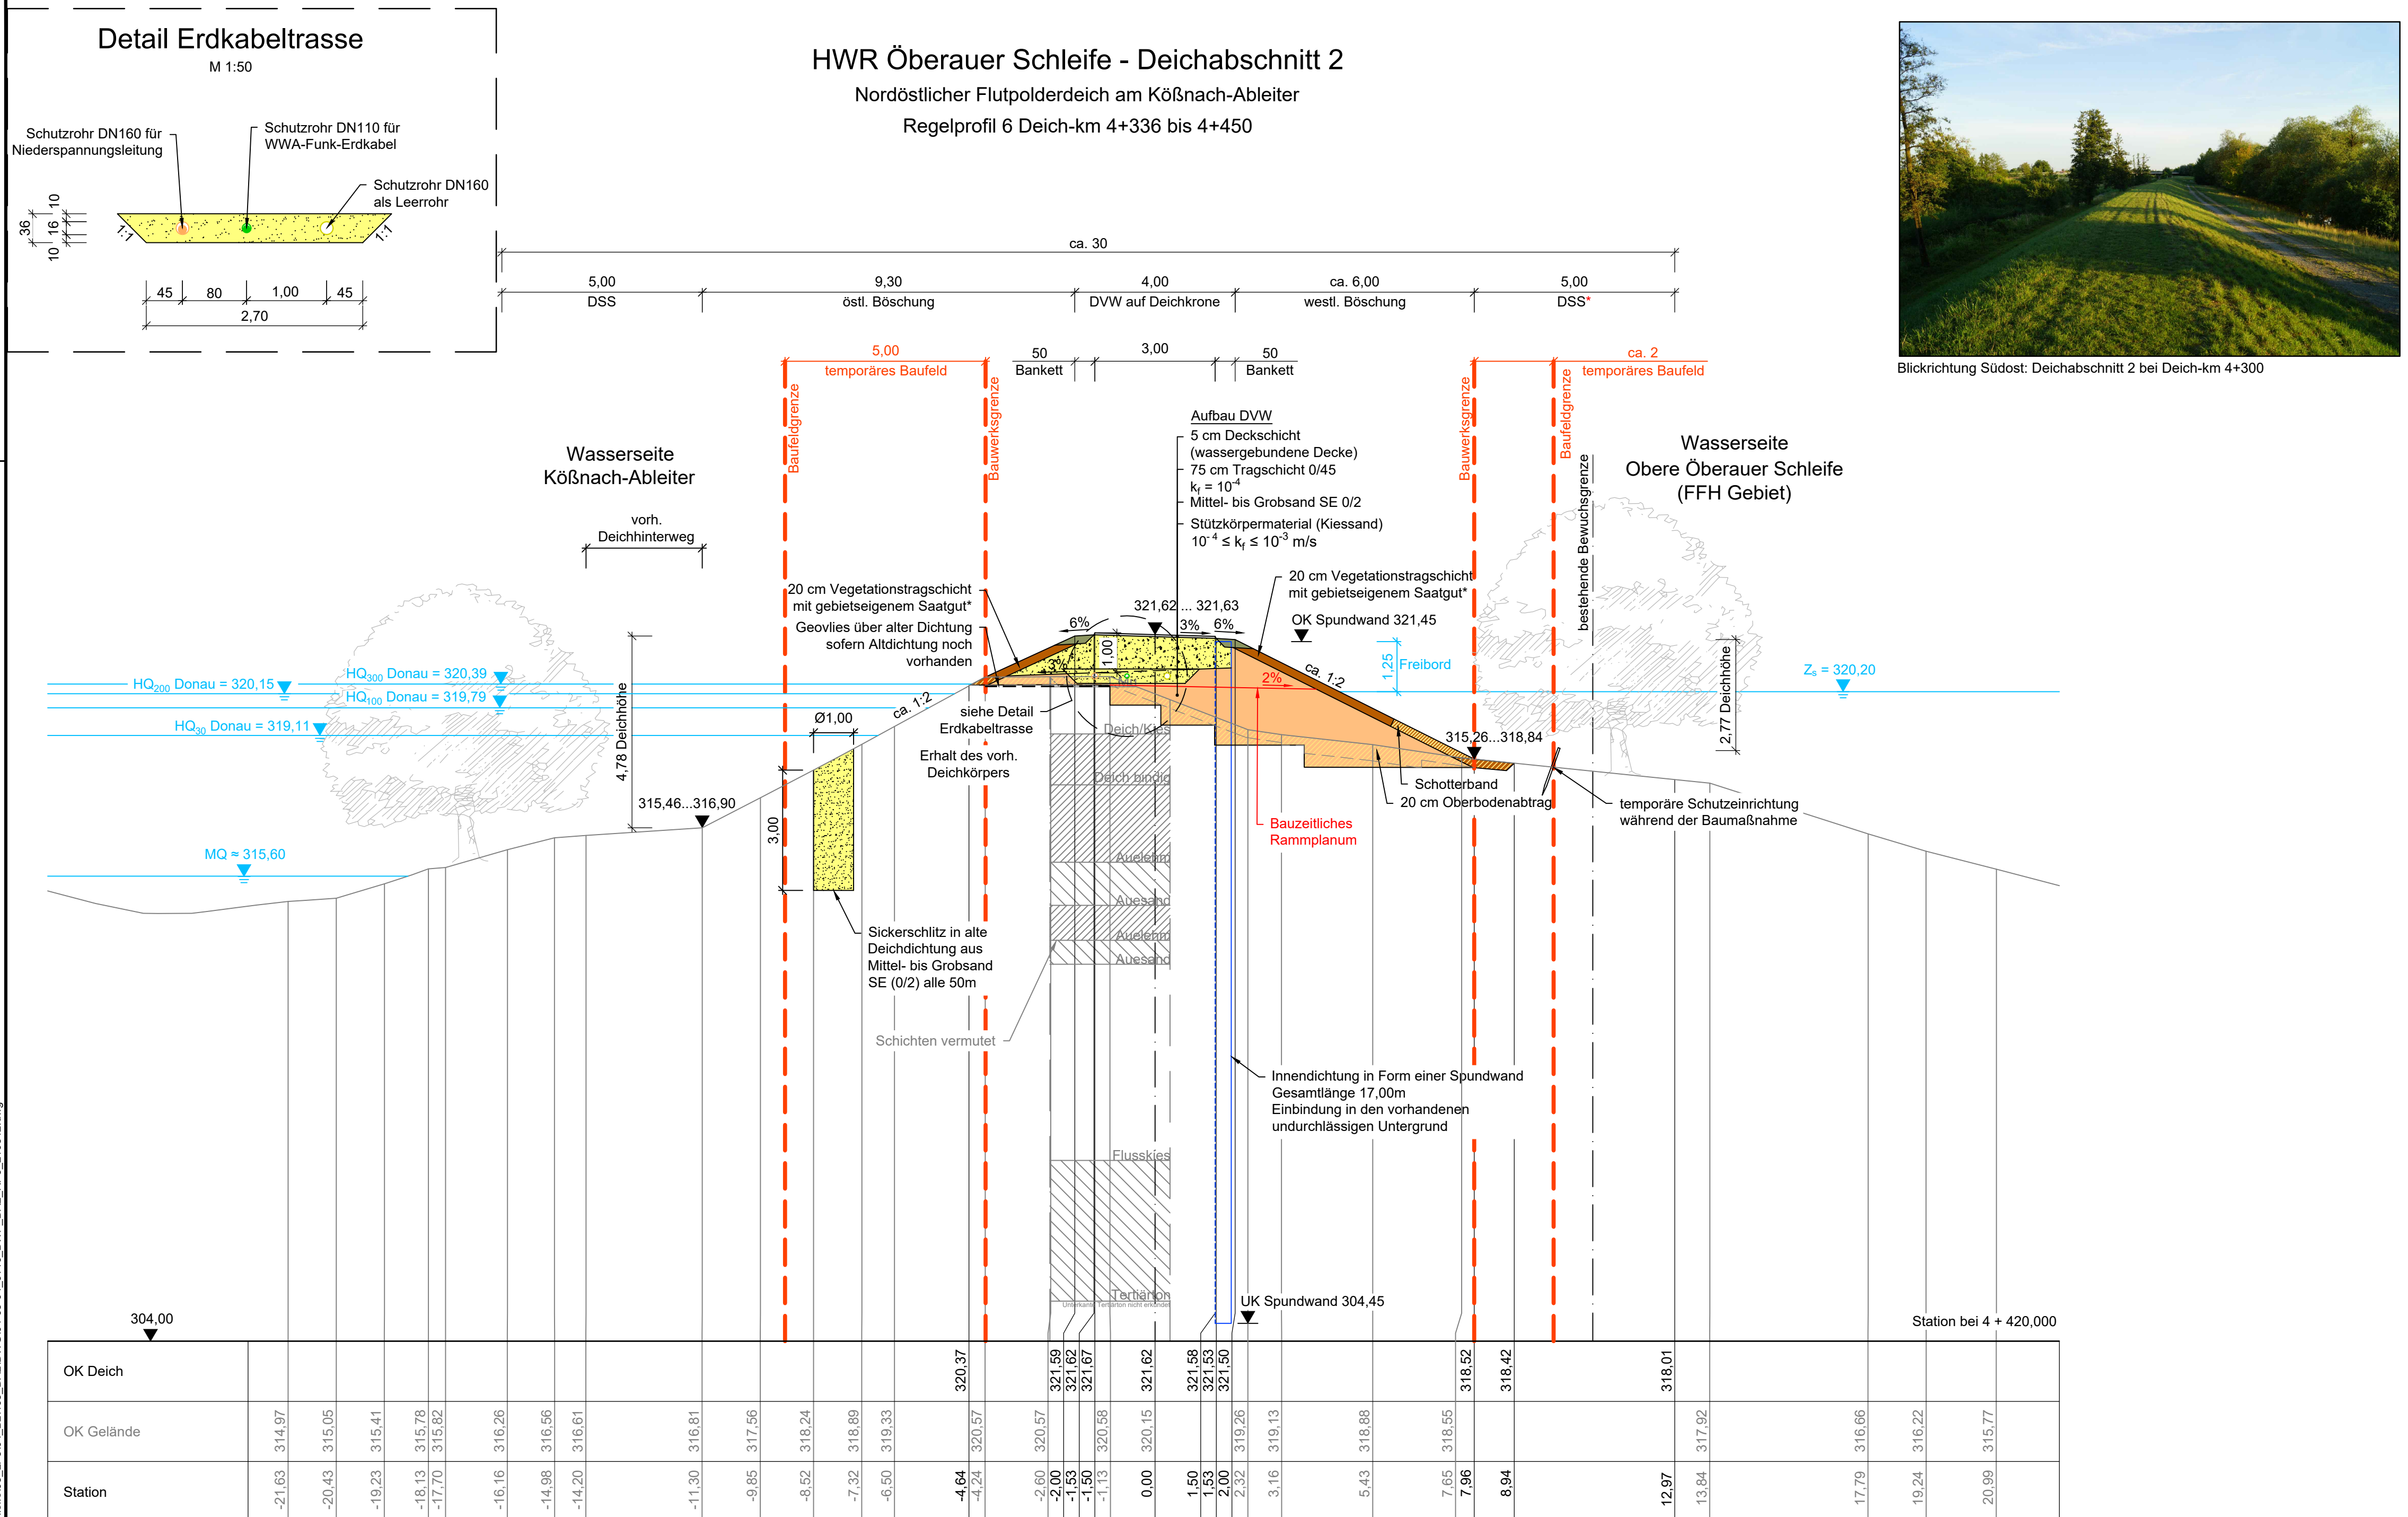 Detail Erdkabeltrasse
M 1:50
Schutzrohr DN160 für
Niederspannungsleitung
Schutzrohr DN110 für
WWA-Funk-Erdkabel
Schutzrohr DN160
als Leerrohr
36
10
16
10
1:1
1:1
45
80
1,00
45
2,70
HWR Öberauer Schleife - Deichabschnitt 2
Nordöstlicher Flutpolderdeich am Kößnach-Ableiter
Regelprofil 6 Deich-km 4+336 bis 4+450
Blickrichtung Südost: Deichabschnitt 2 bei Deich-km 4+300
ca. 30
5,00
DSS
9,30
östl. Böschung
4,00
DVW auf Deichkrone
ca. 6,00
westl. Böschung
5,00
DSS*
5,00
temporäres Baufeld
50
Bankett
3,00
50
Bankett
ca. 2
temporäres Baufeld
Baufeldgrenze
Bauwerksgrenze
Bauwerksgrenze
Baufeldgrenze
bestehende Bewuchsgrenze
Wasserseite
Kößnach-Ableiter
Wasserseite
Obere Öberauer Schleife
(FFH Gebiet)
vorh.
Deichhinterweg
Aufbau DVW
5 cm Deckschicht
(wassergebundene Decke)
75 cm Tragschicht 0/45
kf = 10-4
Mittel- bis Grobsand SE 0/2
Stützkörpermaterial (Kiessand)
10-4 ≤ kf ≤ 10-3 m/s
20 cm Vegetationstragschicht
mit gebietseigenem Saatgut*
Geovlies über alter Dichtung
sofern Altdichtung noch
vorhanden
20 cm Vegetationstragschicht
mit gebietseigenem Saatgut*
321,62 ... 321,63
OK Spundwand 321,45
6%
3%
6%
3%
1,00
2%
ca. 1:2
ca. 1:2
1,25
Freibord
Zs = 320,20
2,77 Deichhöhe
4,78 Deichhöhe
HQ300 Donau = 320,39
HQ200 Donau = 320,15
HQ100 Donau = 319,79
HQ30 Donau = 319,11
MQ ≈ 315,60
Ø1,00
3,00
315,46...316,90
315,26...318,84
siehe Detail
Erdkabeltrasse
Erhalt des vorh.
Deichkörpers
Schotterband
20 cm Oberbodenabtrag
temporäre Schutzeinrichtung
während der Baumaßnahme
Bauzeitliches
Rammplanum
Sickerschlitz in alte
Deichdichtung aus
Mittel- bis Grobsand
SE (0/2) alle 50m
Schichten vermutet
Deich/Kies
Deich bindig
Auelehm
Auesand
Auelehm
Auesand
Flusskies
Tertiärton
Unterkante Tertiärton nicht erkundet
Innendichtung in Form einer Spundwand
Gesamtlänge 17,00m
Einbindung in den vorhandenen
undurchlässigen Untergrund
UK Spundwand 304,45
304,00
Station bei 4 + 420,000
OK Deich 320,37 321,59 321,62 321,67 321,62 321,58 321,53 321,50 318,52 318,42 318,01
OK Gelände 314,97 315,05 315,41 315,78 315,82 316,26 316,56 316,61 316,81 317,56 318,24 318,89 319,33 320,57 320,57 320,58 320,15 319,26 319,13 318,88 318,55 317,92 316,66 316,22 315,77
Station -21,63 -20,43 -19,23 -18,13 -17,70 -16,16 -14,98 -14,20 -11,30 -9,85 -8,52 -7,32 -6,50 -4,64 -4,24 -2,60 -2,00 -1,53 -1,50 -1,13 0,00 1,50 1,53 2,00 2,32 3,16 5,43 7,65 7,96 8,94 12,97 13,84 17,79 19,24 20,99